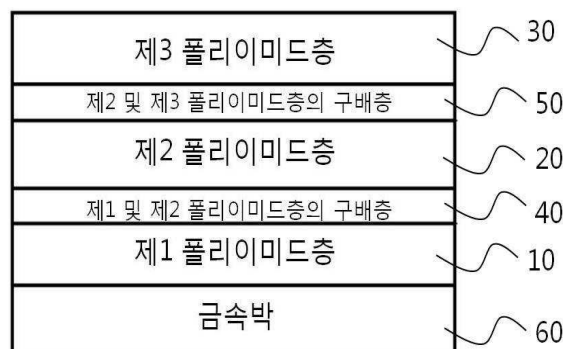 제3 폴리이미드층 30
제2 및 제3 폴리이미드층의 구배층 50
제2 폴리이미드층 20
제1 및 제2 폴리이미드층의 구배층 40
제1 폴리이미드층 10
금속박 60